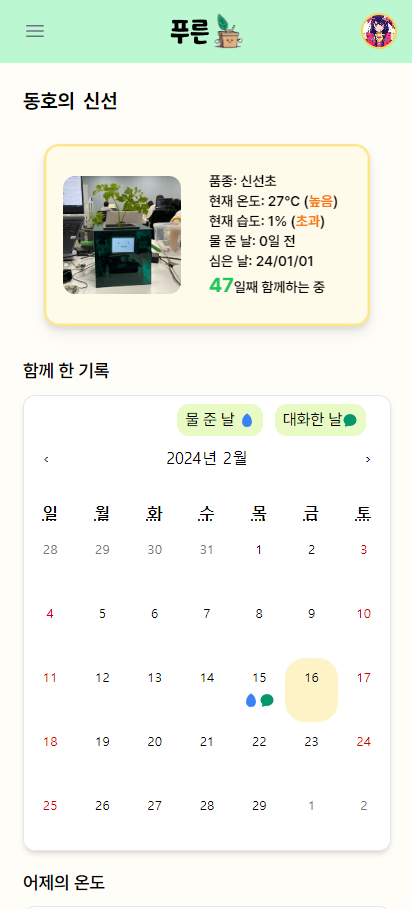 푸른
동호의 신선
품종: 신선초
현재 온도: 27°C (높음)
현재 습도: 1% (초과)
물 준 날: 0일 전
심은 날: 24/01/01
47일째 함께하는 중
함께 한 기록
물 준 날 대화한 날
‹ 2024년 2월 ›
일 월 화 수 목 금 토
28 29 30 31 1 2 3
4 5 6 7 8 9 10
11 12 13 14 15 16 17
18 19 20 21 22 23 24
25 26 27 28 29 1 2
어제의 온도